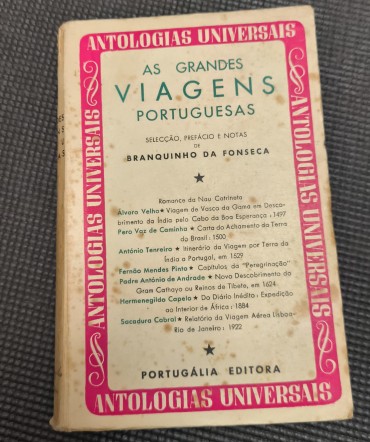 ANTOLOGIAS UNIVERSAIS
ANTOLOGIAS UNIVERSAIS
ANTOLOGIAS UNIVERSAIS
AS GRANDES
VIAGENS
PORTUGUESAS
SELECÇÃO, PREFÁCIO E NOTAS
DE
BRANQUINHO DA FONSECA
★
Romance da Nau Catrineta
Álvaro Velho ★ Viagem de Vasco da Gama em Desco-
brimento da Índia pelo Cabo da Boa Esperança : 1497
Pero Vaz de Caminha ★ Carta do Achamento da Terra
do Brasil : 1500
António Tenreiro ★ Itinerário da Viagem por Terra da
Índia a Portugal, em 1529
Fernão Mendes Pinto ★ Capítulos da "Peregrinação"
Padre António de Andrade ★ Novo Descobrimento do
Gram Cathayo ou Reinos de Tibete, em 1624
Hermenegildo Capelo ★ Do Diário Inédito : Expedição
ao Interior de África : 1884
Sacadura Cabral ★ Relatório da Viagem Aérea Lisboa-
Rio de Janeiro : 1922
★
PORTUGÁLIA EDITORA
ANTOLOGIAS UNIVERSAIS